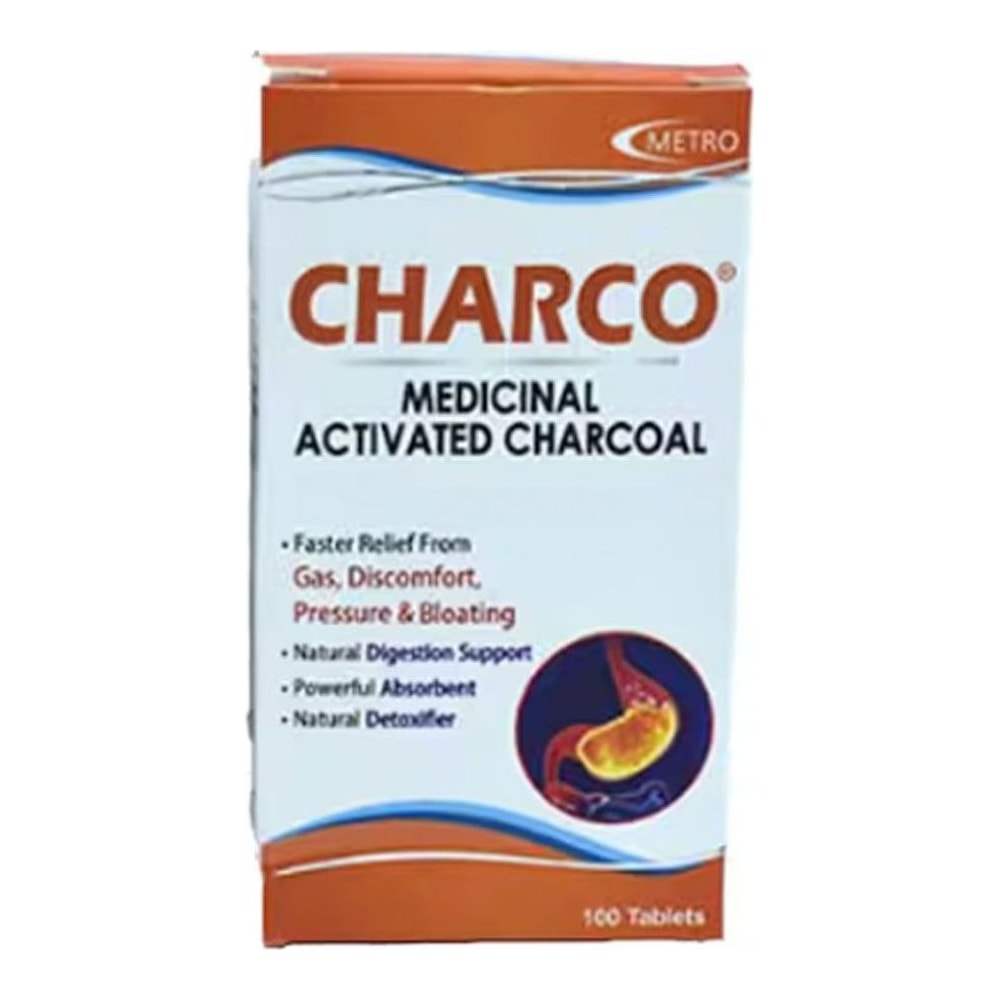 METRO
CHARCO®
MEDICINAL
ACTIVATED CHARCOAL
• Faster Relief From
Gas, Discomfort,
Pressure & Bloating
• Natural Digestion Support
• Powerful Absorbent
• Natural Detoxifier
100 Tablets